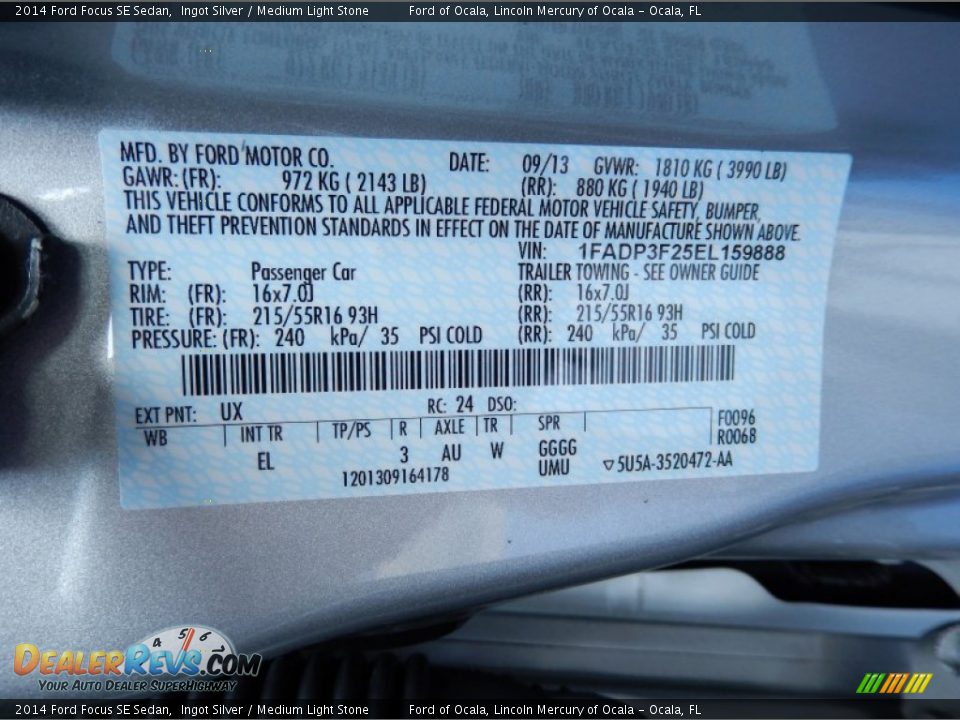 2014 Ford Focus SE Sedan, Ingot Silver / Medium Light Stone Ford of Ocala, Lincoln Mercury of Ocala - Ocala, FL
MFD. BY FORD MOTOR CO. DATE: 09/13 GVWR: 1810 KG ( 3990 LB)
GAWR: (FR): 972 KG ( 2143 LB) (RR): 880 KG ( 1940 LB)
THIS VEHICLE CONFORMS TO ALL APPLICABLE FEDERAL MOTOR VEHICLE SAFETY, BUMPER,
AND THEFT PREVENTION STANDARDS IN EFFECT ON THE DATE OF MANUFACTURE SHOWN ABOVE.
VIN: 1FADP3F25EL159888
TYPE: Passenger Car TRAILER TOWING - SEE OWNER GUIDE
RIM: (FR): 16x7.0J (RR): 16x7.0J
TIRE: (FR): 215/55R16 93H (RR): 215/55R16 93H
PRESSURE: (FR): 240 kPa/ 35 PSI COLD (RR): 240 kPa/ 35 PSI COLD
EXT PNT: UX RC: 24 DSO:
WB INT TR TP/PS R AXLE TR SPR F0096
R0068
EL 3 AU W GGGG
UMU
1201309164178 ▽5U5A-3520472-AA
4 5 6
DEALERREVS.COM
YOUR AUTO DEALER SUPERHIGHWAY
2014 Ford Focus SE Sedan, Ingot Silver / Medium Light Stone Ford of Ocala, Lincoln Mercury of Ocala - Ocala, FL